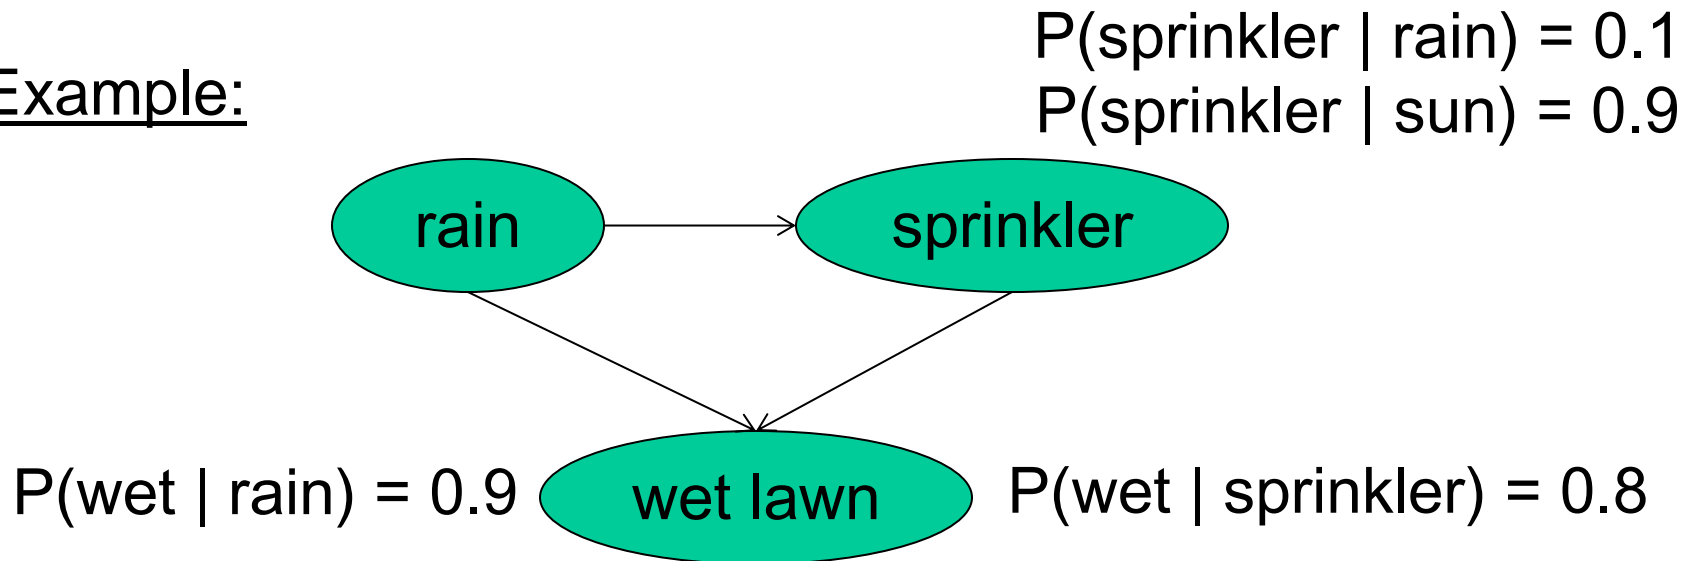 P(sprinkler | rain) = 0.1
Example:
P(sprinkler | sun) = 0.9
rain
sprinkler
P(wet | rain) = 0.9
wet lawn
P(wet | sprinkler) = 0.8